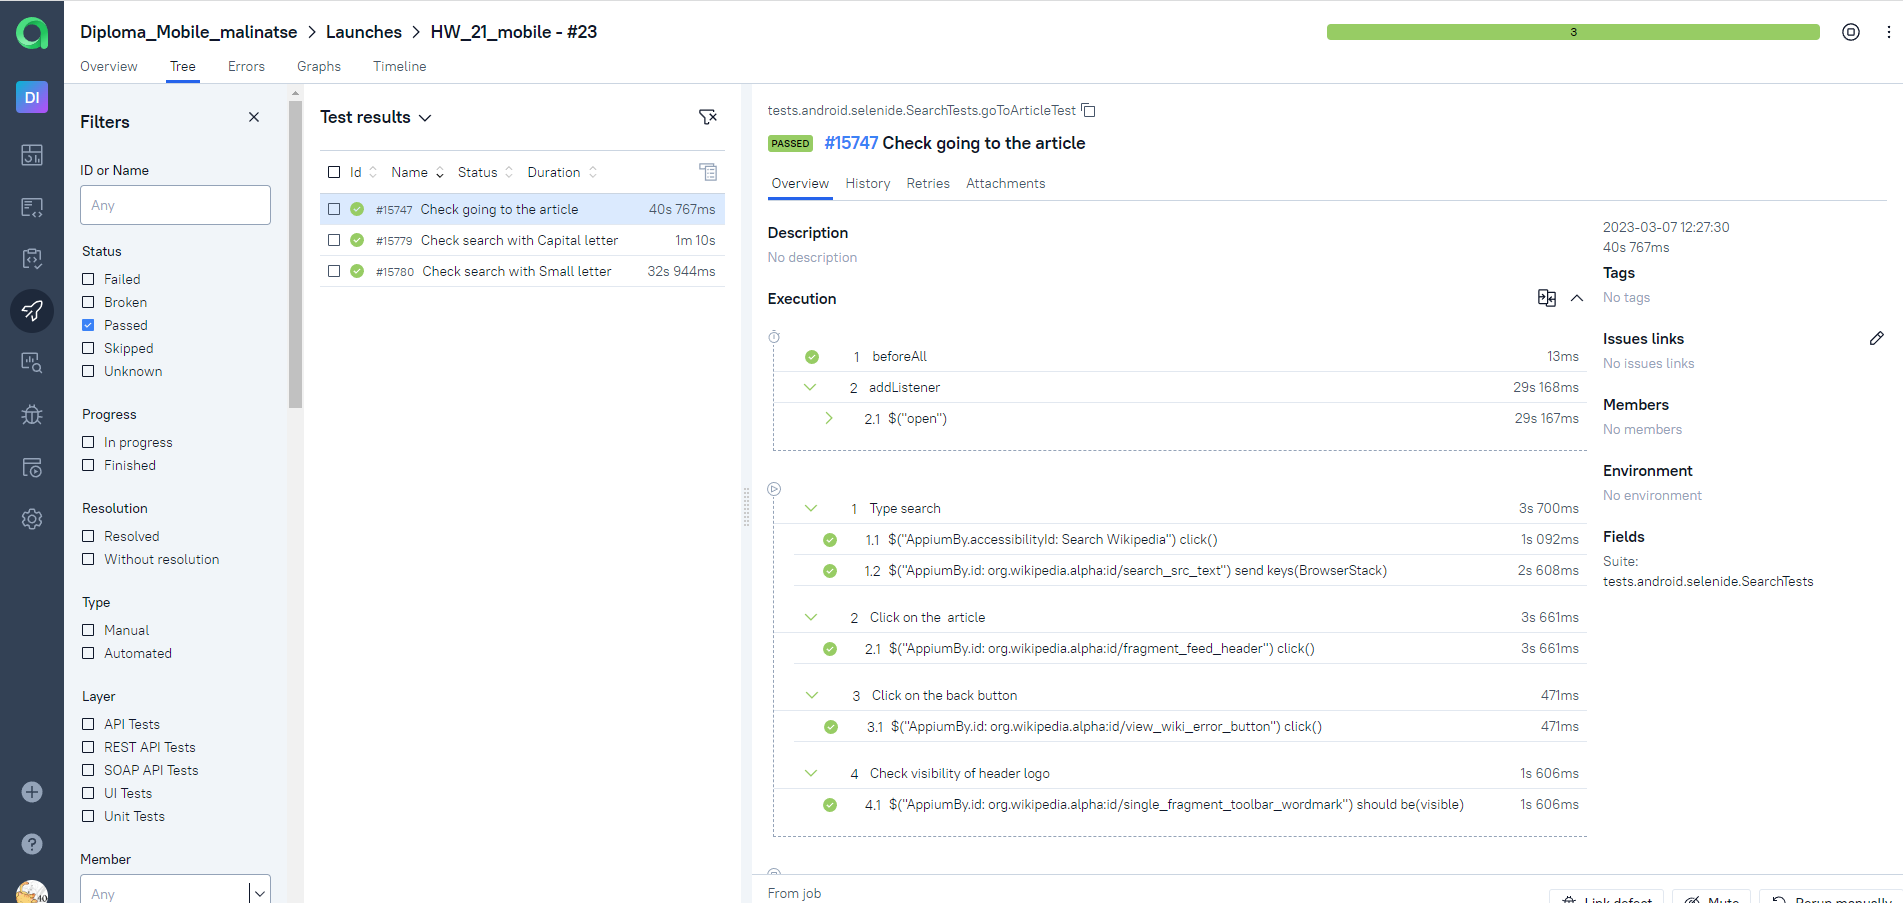 Diploma_Mobile_malinatse > Launches > HW_21_mobile - #23
3
Overview Tree Errors Graphs Timeline
DI
Filters
ID or Name
Any
Status
Failed
Broken
Passed
Skipped
Unknown
Progress
In progress
Finished
Resolution
Resolved
Without resolution
Type
Manual
Automated
Layer
API Tests
REST API Tests
SOAP API Tests
UI Tests
Unit Tests
Member
Any
Test results
Id Name Status Duration
#15747 Check going to the article 40s 767ms
#15779 Check search with Capital letter 1m 10s
#15780 Check search with Small letter 32s 944ms
tests.android.selenide.SearchTests.goToArticleTest
PASSED #15747 Check going to the article
Overview History Retries Attachments
Description
No description
Execution
1 beforeAll 13ms
2 addListener 29s 168ms
2.1 $("open") 29s 167ms
1 Type search 3s 700ms
1.1 $("AppiumBy.accessibilityId: Search Wikipedia") click() 1s 092ms
1.2 $("AppiumBy.id: org.wikipedia.alpha:id/search_src_text") send keys(BrowserStack) 2s 608ms
2 Click on the  article 3s 661ms
2.1 $("AppiumBy.id: org.wikipedia.alpha:id/fragment_feed_header") click() 3s 661ms
3 Click on the back button 471ms
3.1 $("AppiumBy.id: org.wikipedia.alpha:id/view_wiki_error_button") click() 471ms
4 Check visibility of header logo 1s 606ms
4.1 $("AppiumBy.id: org.wikipedia.alpha:id/single_fragment_toolbar_wordmark") should be(visible) 1s 606ms
2023-03-07 12:27:30
40s 767ms
Tags
No tags
Issues links
No issues links
Members
No members
Environment
No environment
Fields
Suite:
tests.android.selenide.SearchTests
From job
Link defect Mute Rerun manually